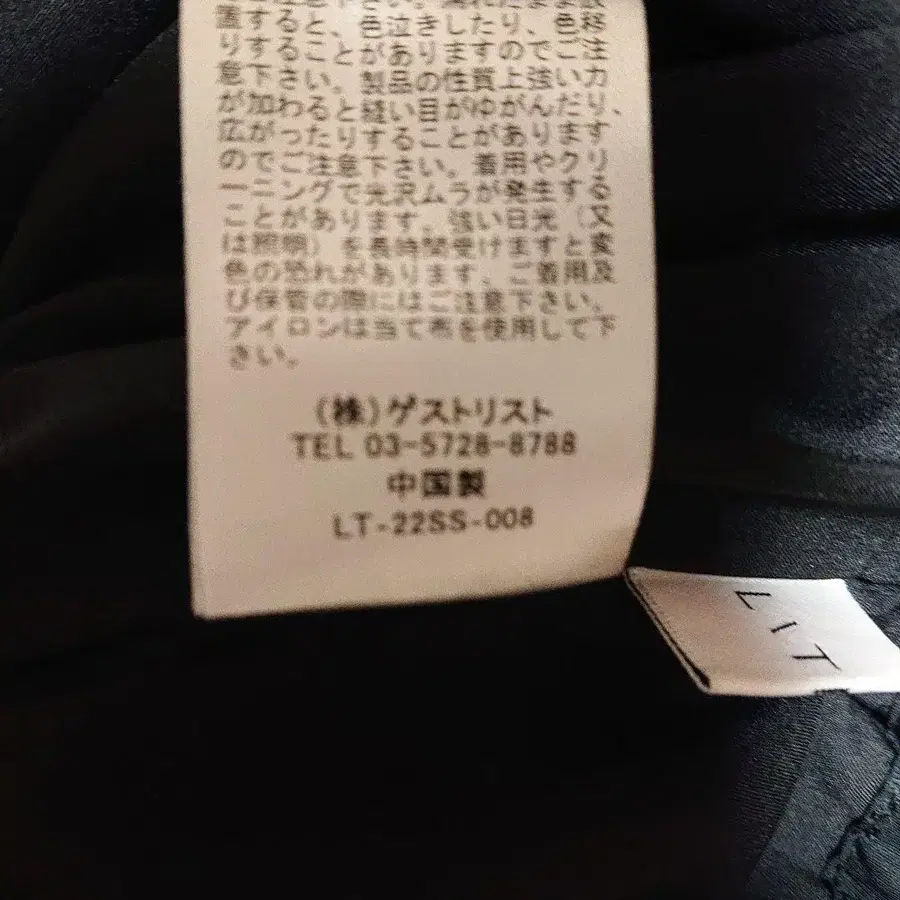 置すると、色泣きしたり、色
りすることがありますのでご注
意下さい。製品の性質上強い力
が加わると縫い目がゆがんだり、
広がったりすることがあります
のでご注意下さい。着用やクリ
ーニングで光沢ムラが発生する
ことがあります。強い日光(又
は照明)を長時間受けますと変
色の恐れがあります。ご着用及
び保管の際にはご注意下さい。
アイロンは当て布を使用して下
さい。
(株)ゲストリスト
TEL 03-5728-8788
中国製
LT-22SS-008
LIT